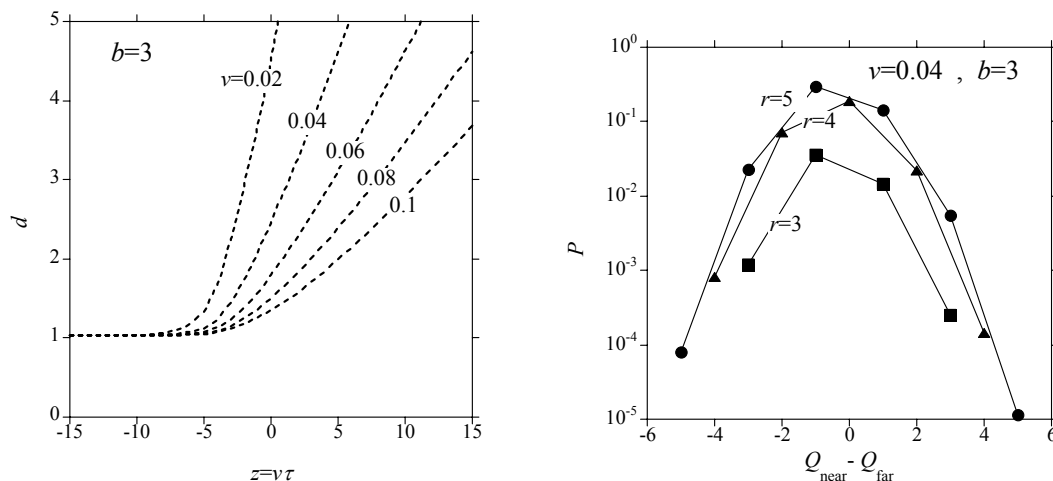 5
b=3
v=0.02
4
0.04
0.06
3
0.08
0.1
d
2
1
0
-15 -10 -5 0 5 10 15
z=vτ
10^0
v=0.04 , b=3
r=5
10^-1
r=4
10^-2
r=3
P
10^-3
10^-4
10^-5
-6 -4 -2 0 2 4 6
Q_near - Q_far